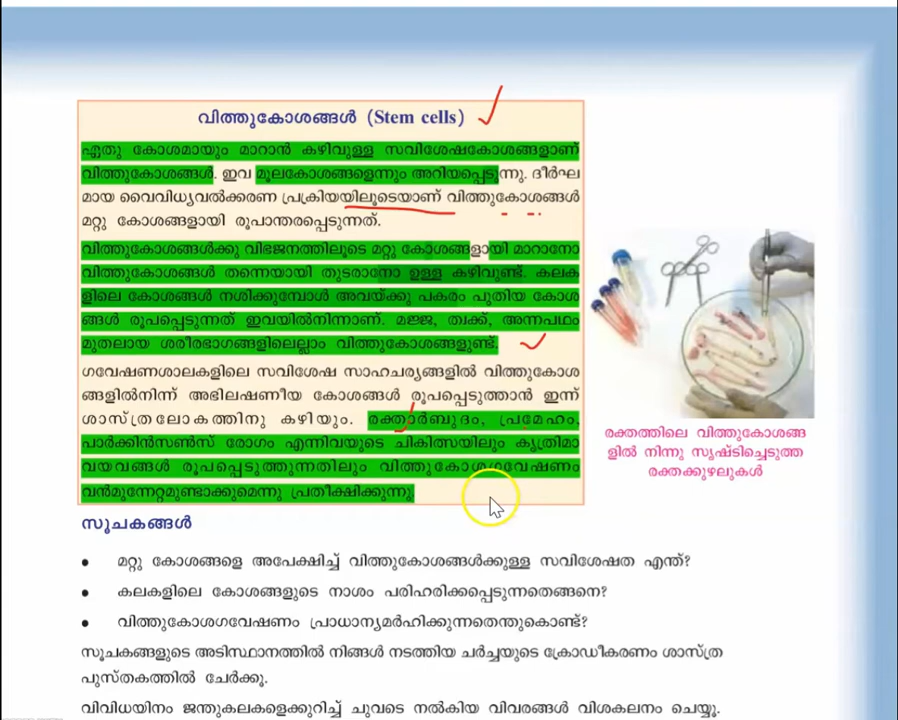 വിത്തുകോശങ്ങൾ (Stem cells)
ഏതു കോശമായും മാറാൻ കഴിവുള്ള സവിശേഷകോശങ്ങളാണ്
വിത്തുകോശങ്ങൾ. ഇവ മൂലകോശങ്ങളെന്നും അറിയപ്പെടുന്നു. ദീർഘ
മായ വൈവിധ്യവൽക്കരണ പ്രക്രിയയിലൂടെയാണ് വിത്തുകോശങ്ങൾ
മറ്റു കോശങ്ങളായി രൂപാന്തരപ്പെടുന്നത്.
വിത്തുകോശങ്ങൾക്കു വിഭജനത്തിലൂടെ മറ്റു കോശങ്ങളായി മാറാനോ
വിത്തുകോശങ്ങൾ തന്നെയായി തുടരാനോ ഉള്ള കഴിവുണ്ട്. കലക
ളിലെ കോശങ്ങൾ നശിക്കുമ്പോൾ അവയ്ക്കു പകരം പുതിയ കോശ
ങ്ങൾ രൂപപ്പെടുന്നത് ഇവയിൽനിന്നാണ്. മജ്ജ, ത്വക്ക്, അന്നപഥം
മുതലായ ശരീരഭാഗങ്ങളിലെല്ലാം വിത്തുകോശങ്ങളുണ്ട്.
ഗവേഷണശാലകളിലെ സവിശേഷ സാഹചര്യങ്ങളിൽ വിത്തുകോശ
ങ്ങളിൽനിന്ന് അഭിലഷണീയ കോശങ്ങൾ രൂപപ്പെടുത്താൻ ഇന്ന്
ശാസ്ത്രലോകത്തിനു കഴിയും. രക്താർബുദം, പ്രമേഹം,
പാർക്കിൻസൺസ് രോഗം എന്നിവയുടെ ചികിത്സയിലും കൃത്രിമാ
വയവങ്ങൾ രൂപപ്പെടുത്തുന്നതിലും വിത്തുകോശഗവേഷണം
വൻമുന്നേറ്റമുണ്ടാക്കുമെന്നു പ്രതീക്ഷിക്കുന്നു.
രക്തത്തിലെ വിത്തുകോശങ്ങ
ളിൽ നിന്നു സൃഷ്ടിച്ചെടുത്ത
രക്തക്കുഴലുകൾ
സൂചകങ്ങൾ
• മറ്റു കോശങ്ങളെ അപേക്ഷിച്ച് വിത്തുകോശങ്ങൾക്കുള്ള സവിശേഷത എന്ത്?
• കലകളിലെ കോശങ്ങളുടെ നാശം പരിഹരിക്കപ്പെടുന്നതെങ്ങനെ?
• വിത്തുകോശഗവേഷണം പ്രാധാന്യമർഹിക്കുന്നതെന്തുകൊണ്ട്?
സൂചകങ്ങളുടെ അടിസ്ഥാനത്തിൽ നിങ്ങൾ നടത്തിയ ചർച്ചയുടെ ക്രോഡീകരണം ശാസ്ത്ര
പുസ്തകത്തിൽ ചേർക്കൂ.
വിവിധയിനം ജന്തുകലകളെക്കുറിച്ച് ചുവടെ നൽകിയ വിവരങ്ങൾ വിശകലനം ചെയ്യൂ.